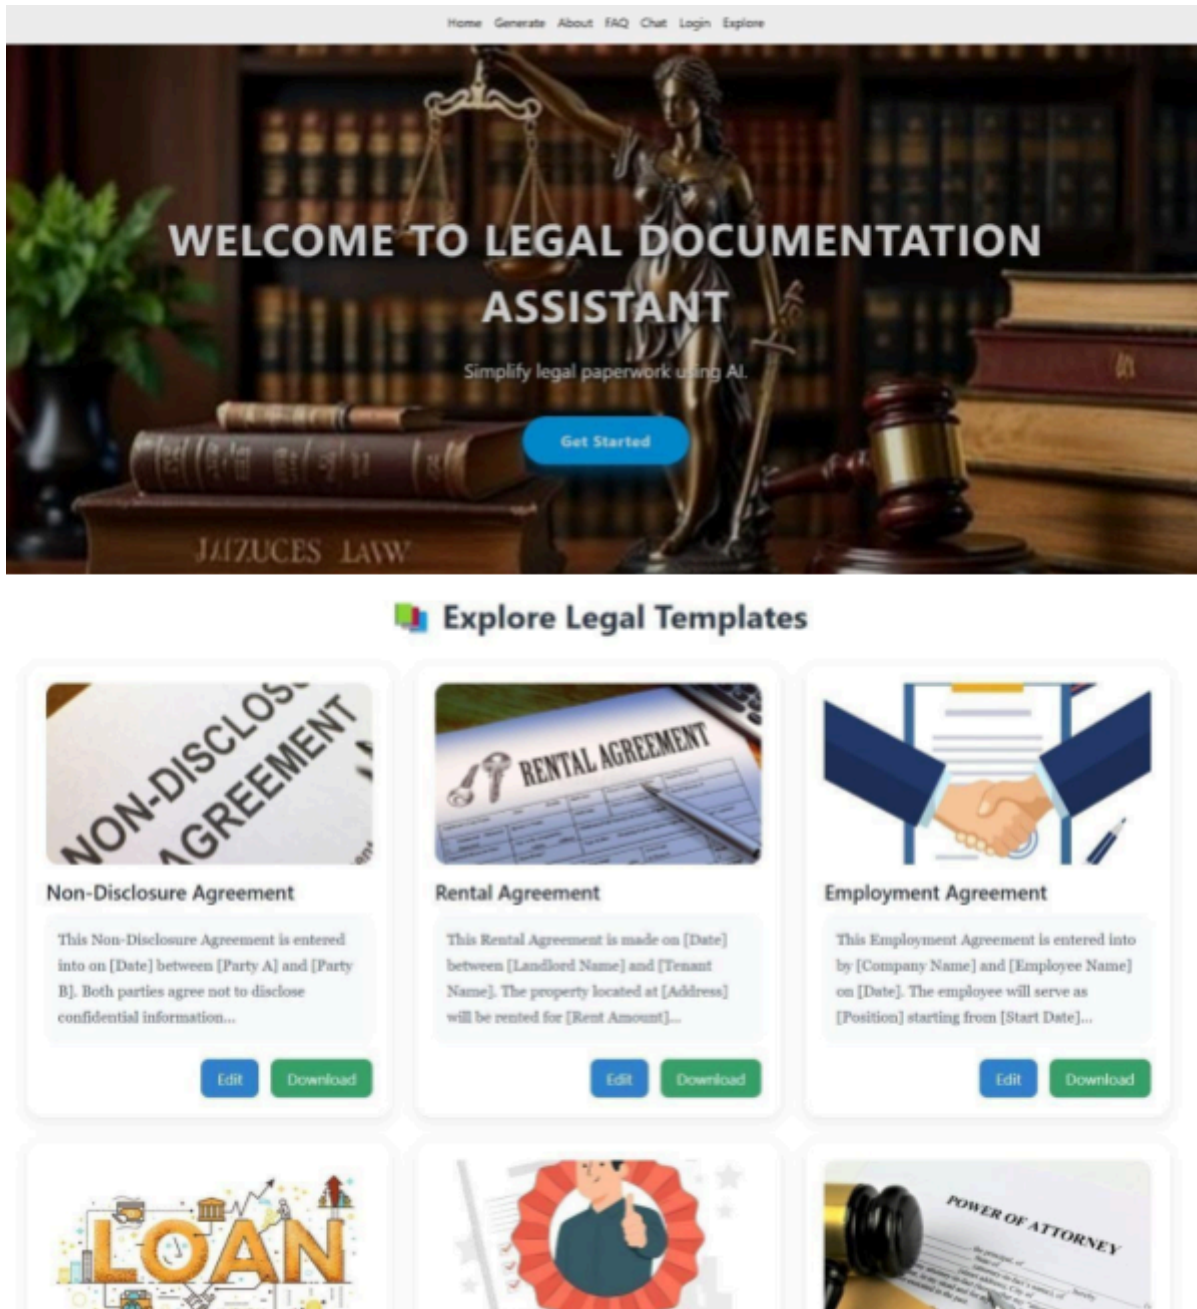 Home Generate About FAQ Chat Login Explore
WELCOME TO LEGAL DOCUMENTATION
ASSISTANT
Simplify legal paperwork using AI.
Get Started
JAIZUCES LAW
Explore Legal Templates
NON-DISCLOSU
AGREEMENT
RENTAL AGREEMENT
Non-Disclosure Agreement
Rental Agreement
Employment Agreement
This Non-Disclosure Agreement is entered
into on [Date] between [Party A] and [Party
B]. Both parties agree not to disclose
confidential information...
This Rental Agreement is made on [Date]
between [Landlord Name] and [Tenant
Name]. The property located at [Address]
will be rented for [Rent Amount]...
This Employment Agreement is entered into
by [Company Name] and [Employee Name]
on [Date]. The employee will serve as
[Position] starting from [Start Date]...
Edit Download
Edit Download
Edit Download
LOAN
POWER OF ATTORNEY